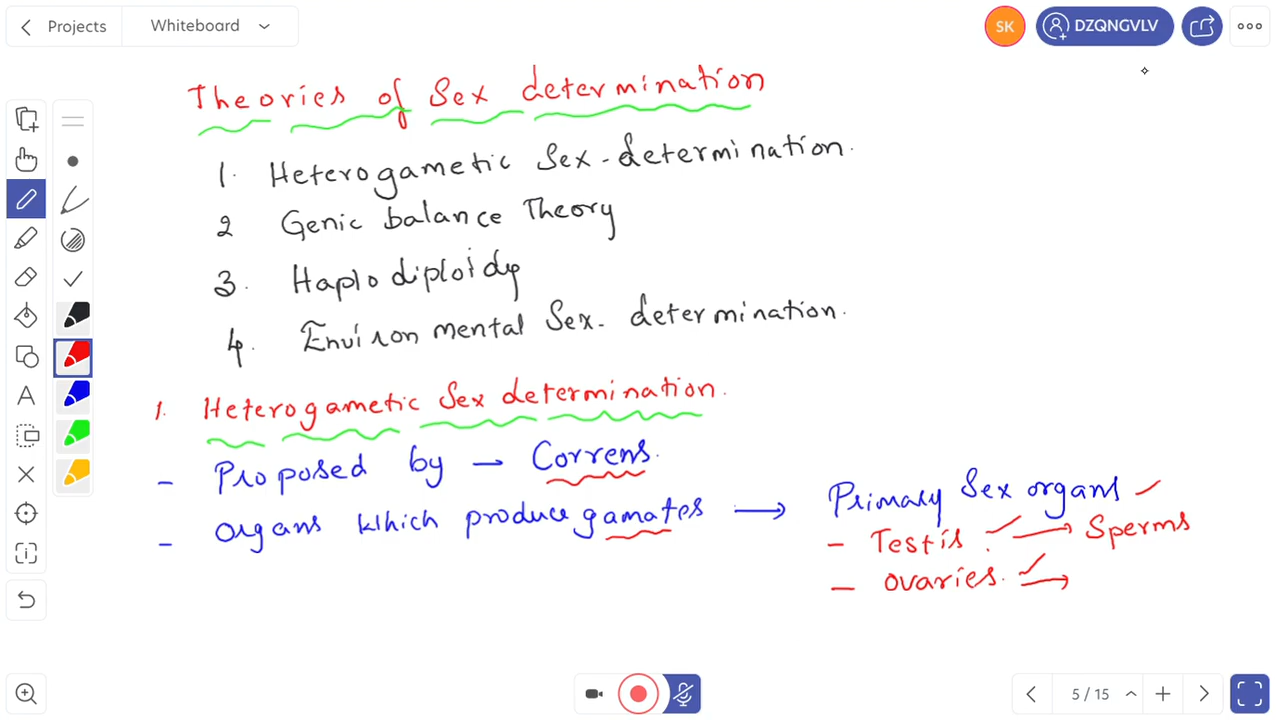 Projects
Whiteboard
SK
DZQNGVLV
Theories of Sex determination
1. Heterogametic Sex-determination.
2 Genic balance Theory
3. Haplo diploidy
4. Environmental Sex-determination.
1. Heterogametic Sex determination.
- Proposed by - Correns.
- organs which produce gamates → Primary Sex organs ✓
- Testis ✓ → Sperms
- ovaries. ✓ →
A
5 / 15